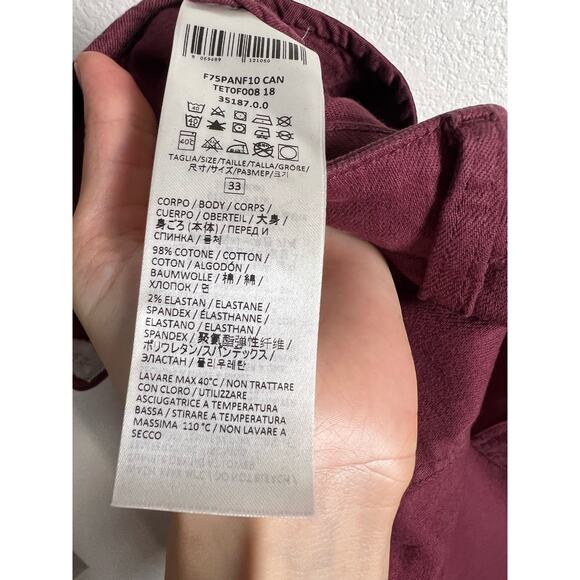 F75PANF10 CAN
TET0F008 18
35187.0.0
TAGLIA/SIZE/TAILLE/TALLA/GRÖßE/
尺寸/サイズ/РАЗМЕР/크기
33
CORPO / BODY / CORPS /
CUERPO / OBERTEIL / 大身 /
身ごろ (本体) / ПЕРЕД И
СПИНКА / 몸체
98% COTONE / COTTON /
COTON / ALGODÓN /
BAUMWOLLE / 棉 / 綿 /
ХЛОПОК / 면
2% ELASTAN / ELASTANE /
SPANDEX / ÉLASTHANNE /
ELASTANO / ELASTHAN /
SPANDEX / 聚氨酯弹性纤维 /
ポリウレタン/スパンデックス /
ЭЛАСТАН / 폴리우레탄
LAVARE MAX 40°C / NON TRATTARE
CON CLORO / UTILIZZARE
ASCIUGATRICE A TEMPERATURA
BASSA / STIRARE A TEMPERATURA
MASSIMA 110 °C / NON LAVARE A
SECCO